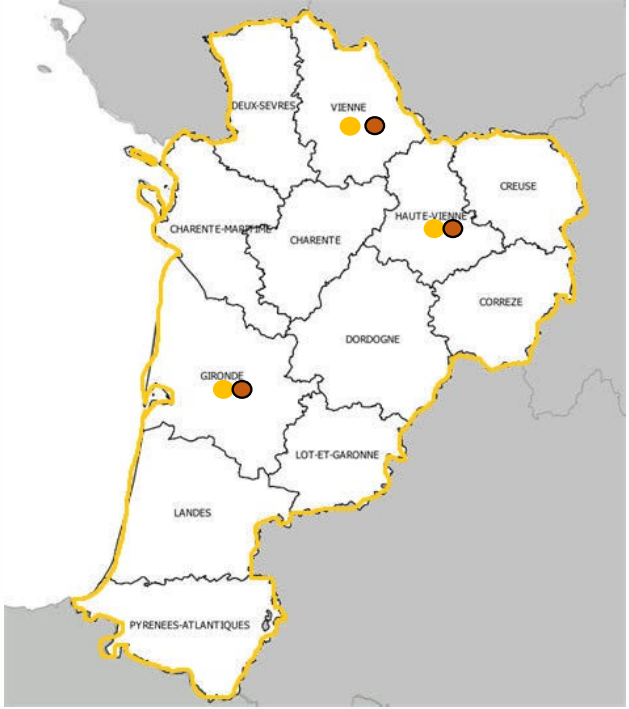 DEUX-SEVRES
VIENNE
CREUSE
HAUTE-VIENNE
CHARENTE-MARITIME
CHARENTE
CORREZE
DORDOGNE
GIRONDE
LOT-ET-GARONNE
LANDES
PYRENEES-ATLANTIQUES